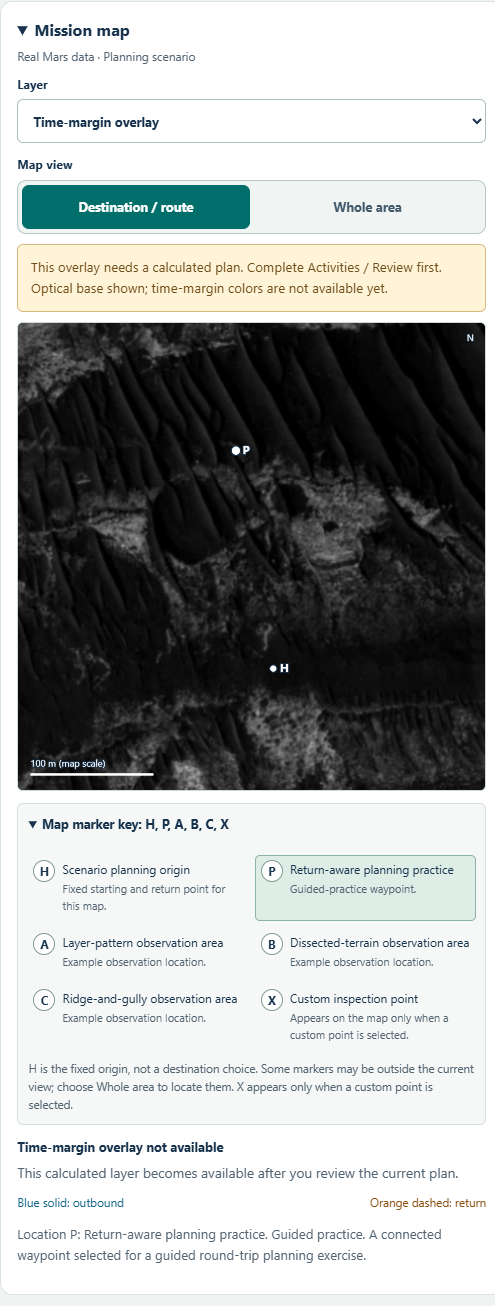 ▼ Mission map
Real Mars data · Planning scenario
Layer
Time-margin overlay
Map view
Destination / route
Whole area
This overlay needs a calculated plan. Complete Activities / Review first.
Optical base shown; time-margin colors are not available yet.
N
P
H
100 m (map scale)
▼ Map marker key: H, P, A, B, C, X
H Scenario planning origin
Fixed starting and return point for
this map.
P Return-aware planning practice
Guided-practice waypoint.
A Layer-pattern observation area
Example observation location.
B Dissected-terrain observation area
Example observation location.
C Ridge-and-gully observation area
Example observation location.
X Custom inspection point
Appears on the map only when a
custom point is selected.
H is the fixed origin, not a destination choice. Some markers may be outside the current
view; choose Whole area to locate them. X appears only when a custom point is
selected.
Time-margin overlay not available
This calculated layer becomes available after you review the current plan.
Blue solid: outbound
Orange dashed: return
Location P: Return-aware planning practice. Guided practice. A connected
waypoint selected for a guided round-trip planning exercise.